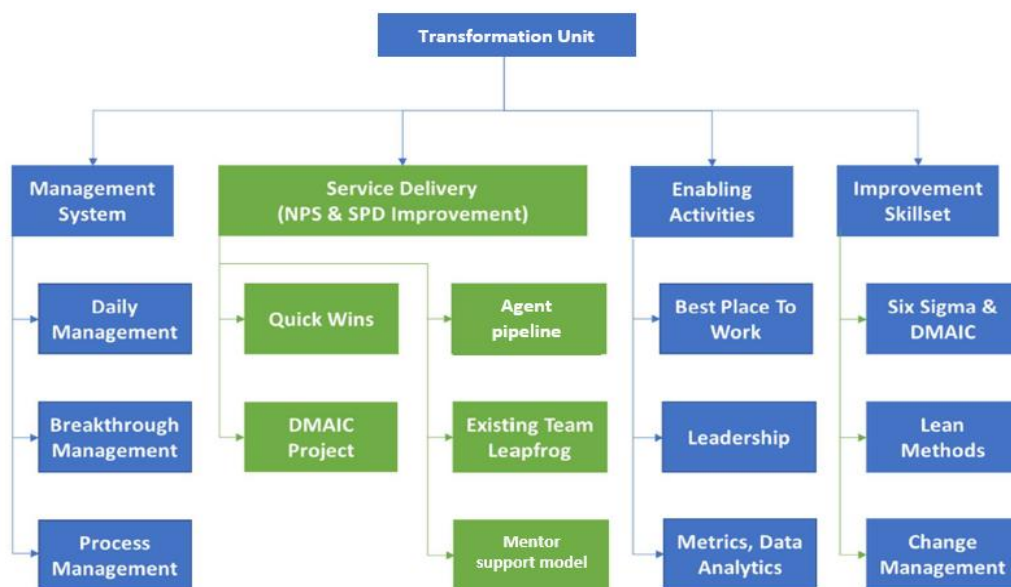 Transformation Unit
Management
System
Service Delivery
(NPS & SPD Improvement)
Enabling
Activities
Improvement
Skillset
Daily
Management
Quick Wins
Agent
pipeline
Best Place To
Work
Six Sigma &
DMAIC
Breakthrough
Management
DMAIC
Project
Existing Team
Leapfrog
Leadership
Lean
Methods
Process
Management
Mentor
support model
Metrics, Data
Analytics
Change
Management